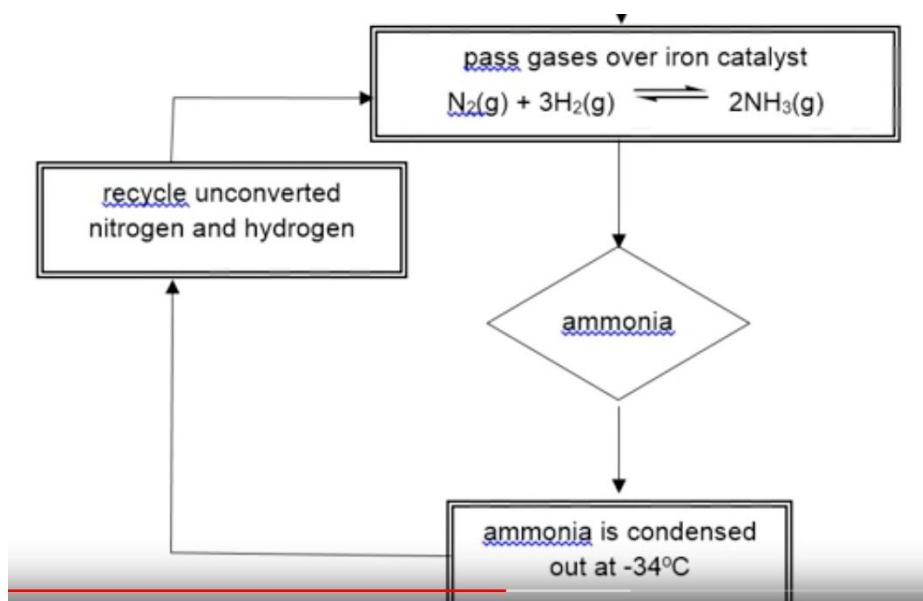 pass gases over iron catalyst
N₂(g) + 3H₂(g) ⇌ 2NH₃(g)
recycle unconverted
nitrogen and hydrogen
ammonia
ammonia is condensed
out at -34⁰C